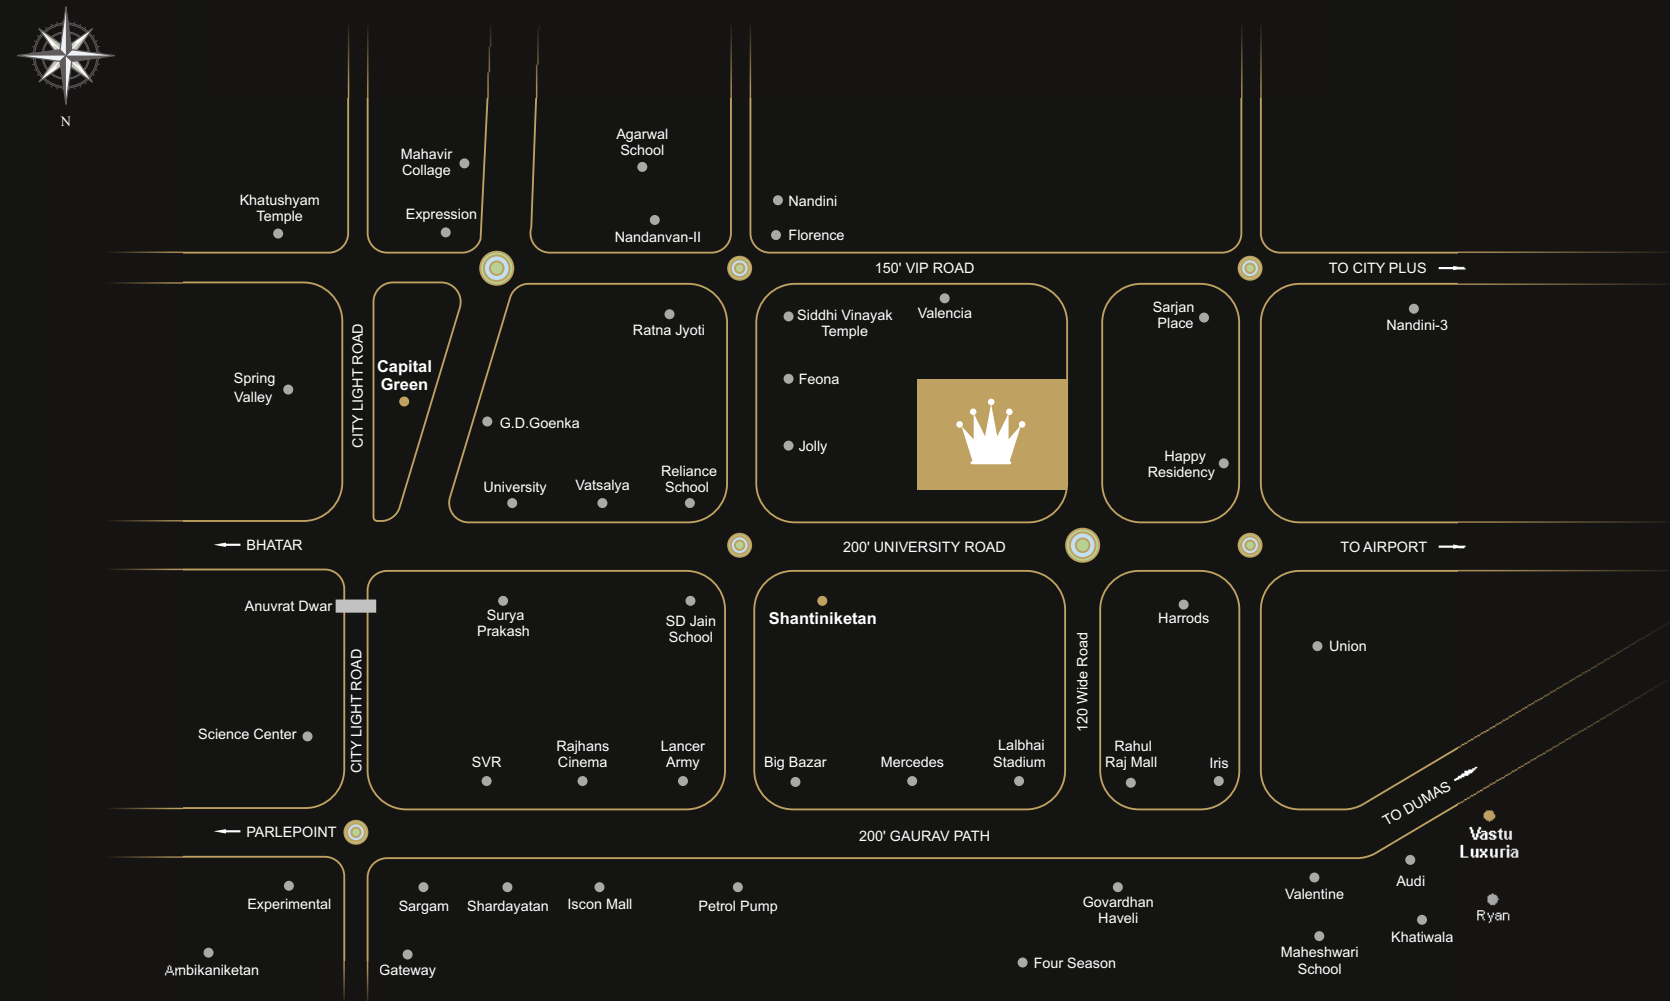 N
Agarwal
School
Mahavir
Collage
Khatushyam
Temple
Expression
Nandanvan-II
Nandini
Florence
150' VIP ROAD
TO CITY PLUS
Ratna Jyoti
Siddhi Vinayak
Temple
Valencia
Sarjan
Place
Nandini-3
CITY LIGHT ROAD
Capital
Green
Spring
Valley
Feona
G.D.Goenka
Jolly
University
Vatsalya
Reliance
School
Happy
Residency
BHATAR
200' UNIVERSITY ROAD
TO AIRPORT
Anuvrat Dwar
Surya
Prakash
SD Jain
School
Shantiniketan
Harrods
Union
120 Wide Road
CITY LIGHT ROAD
Science Center
SVR
Rajhans
Cinema
Lancer
Army
Big Bazar
Mercedes
Lalbhai
Stadium
Rahul
Raj Mall
Iris
TO DUMAS
PARLEPOINT
200' GAURAV PATH
Vastu
Luxuria
Experimental
Sargam
Shardayatan
Iscon Mall
Petrol Pump
Govardhan
Haveli
Valentine
Audi
Ryan
Khatiwala
Ambikaniketan
Gateway
Four Season
Maheshwari
School